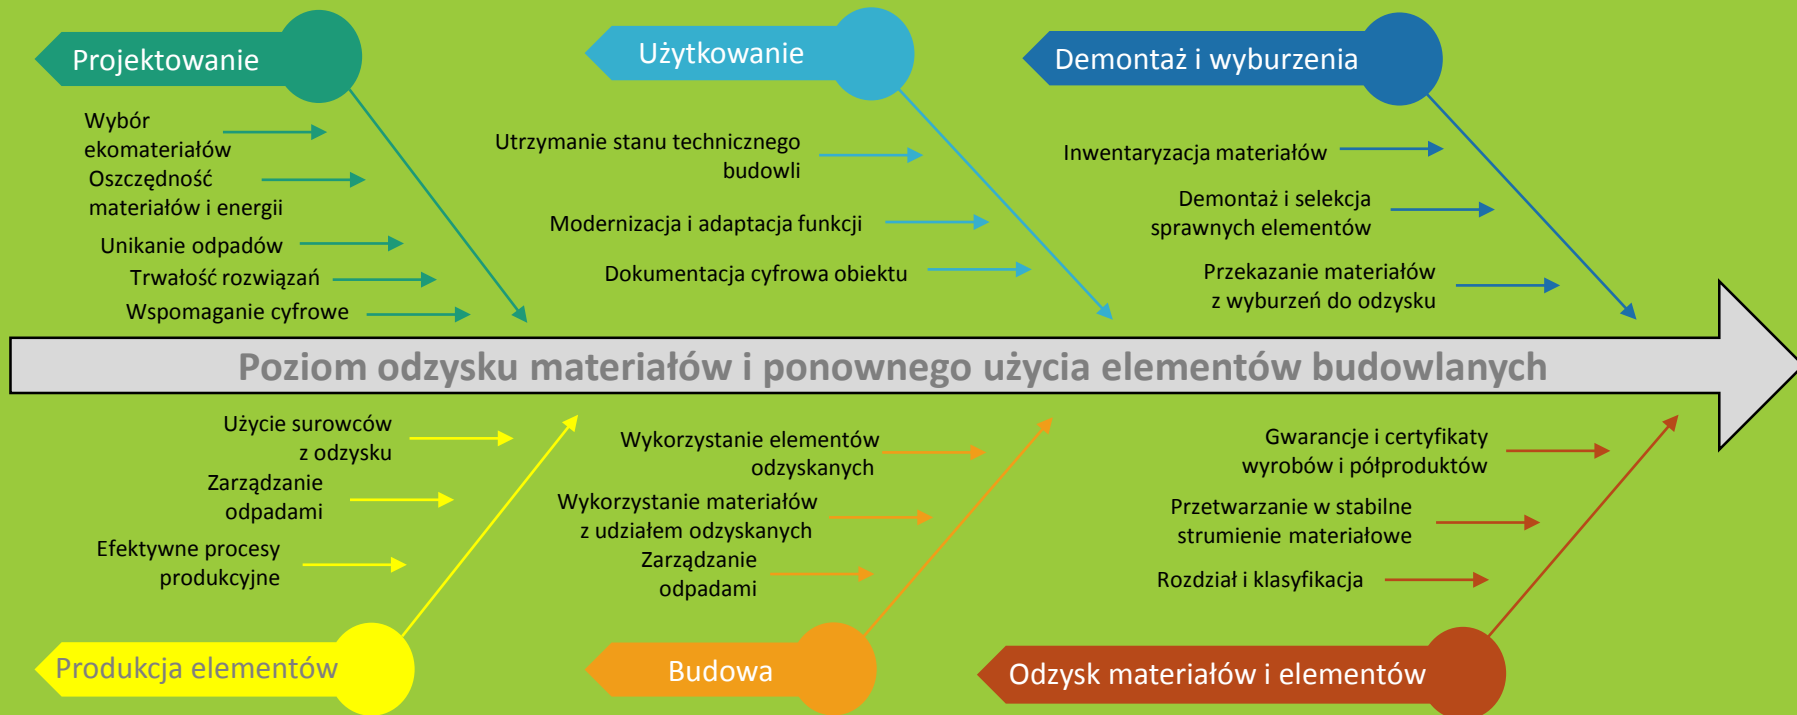 Projektowanie
Wybór
ekomateriałów
Oszczędność
materiałów i energii
Unikanie odpadów
Trwałość rozwiązań
Wspomaganie cyfrowe
Użytkowanie
Utrzymanie stanu technicznego
budowli
Modernizacja i adaptacja funkcji
Dokumentacja cyfrowa obiektu
Demontaż i wyburzenia
Inwentaryzacja materiałów
Demontaż i selekcja
sprawnych elementów
Przekazanie materiałów
z wyburzeń do odzysku
Poziom odzysku materiałów i ponownego użycia elementów budowlanych
Użycie surowców
z odzysku
Zarządzanie
odpadami
Efektywne procesy
produkcyjne
Produkcja elementów
Wykorzystanie elementów
odzyskanych
Wykorzystanie materiałów
z udziałem odzyskanych
Zarządzanie
odpadami
Budowa
Gwarancje i certyfikaty
wyrobów i półproduktów
Przetwarzanie w stabilne
strumienie materiałowe
Rozdział i klasyfikacja
Odzysk materiałów i elementów